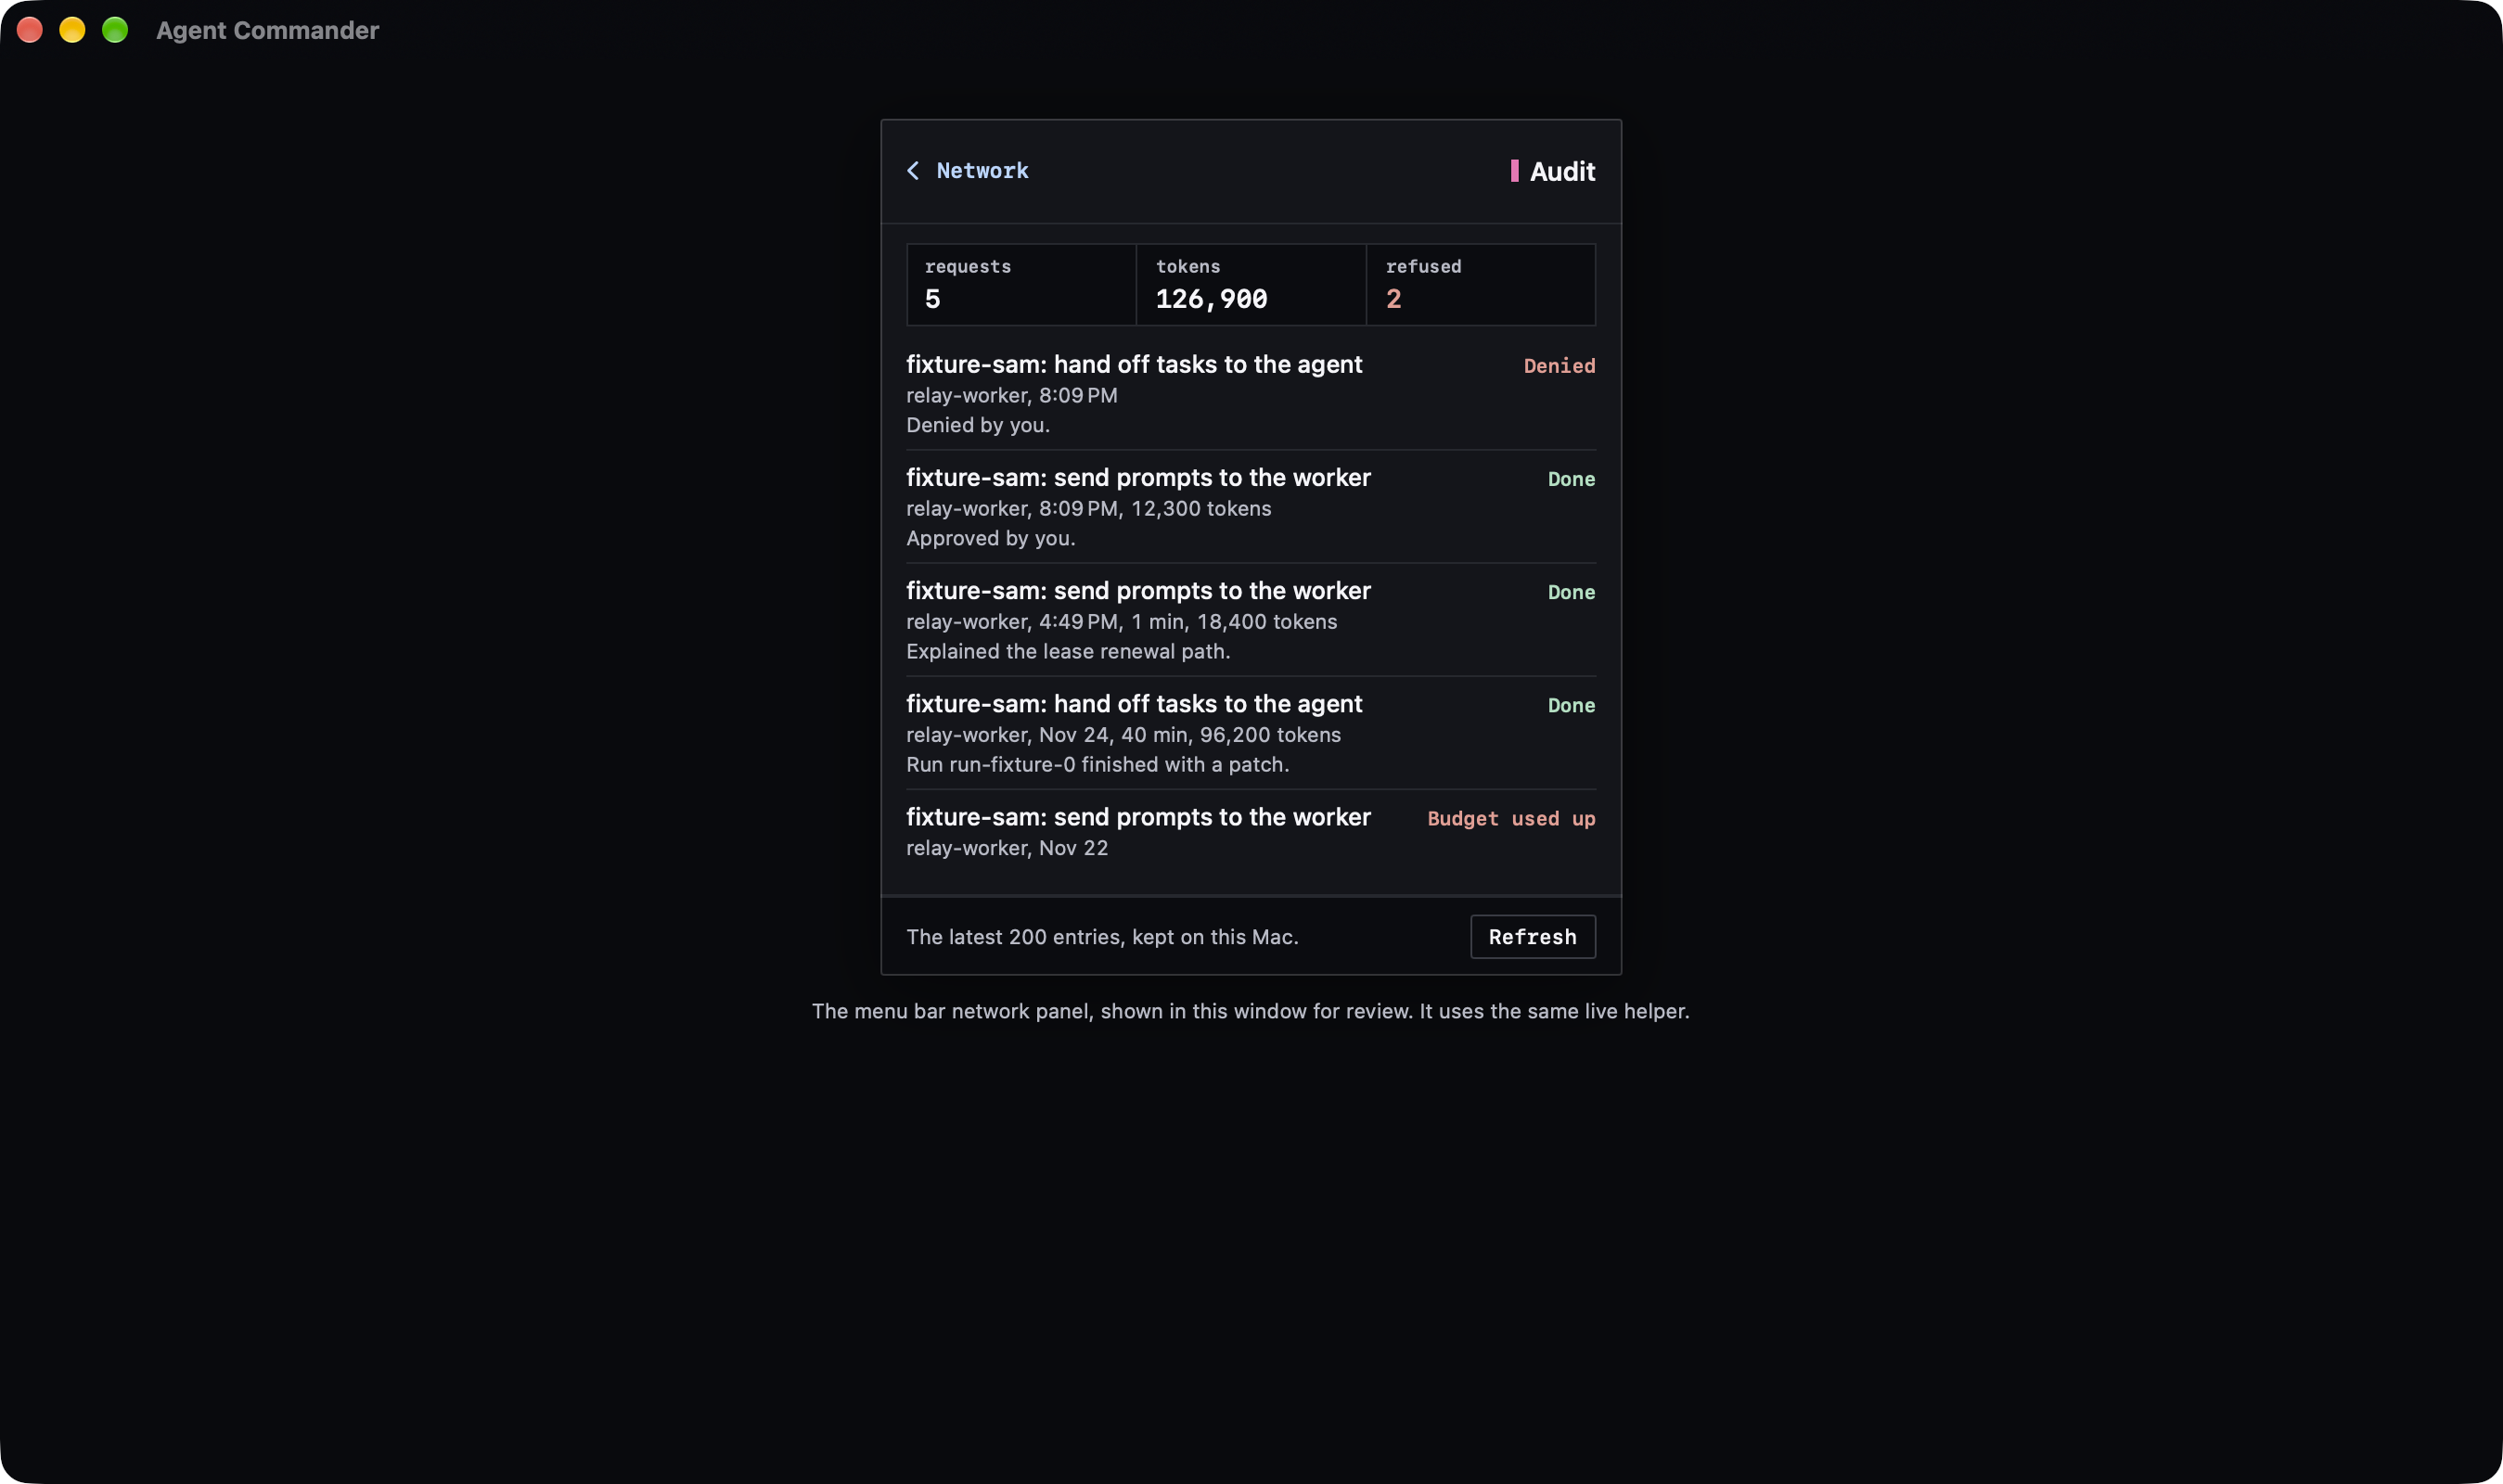 Agent Commander
Network
Audit
requests
tokens
refused
5
126,900
2
fixture-sam: hand off tasks to the agent
Denied
relay-worker, 8:09 PM
Denied by you.
fixture-sam: send prompts to the worker
Done
relay-worker, 8:09 PM, 12,300 tokens
Approved by you.
fixture-sam: send prompts to the worker
Done
relay-worker, 4:49 PM, 1 min, 18,400 tokens
Explained the lease renewal path.
fixture-sam: hand off tasks to the agent
Done
relay-worker, Nov 24, 40 min, 96,200 tokens
Run run-fixture-0 finished with a patch.
fixture-sam: send prompts to the worker
Budget used up
relay-worker, Nov 22
The latest 200 entries, kept on this Mac.
Refresh
The menu bar network panel, shown in this window for review. It uses the same live helper.